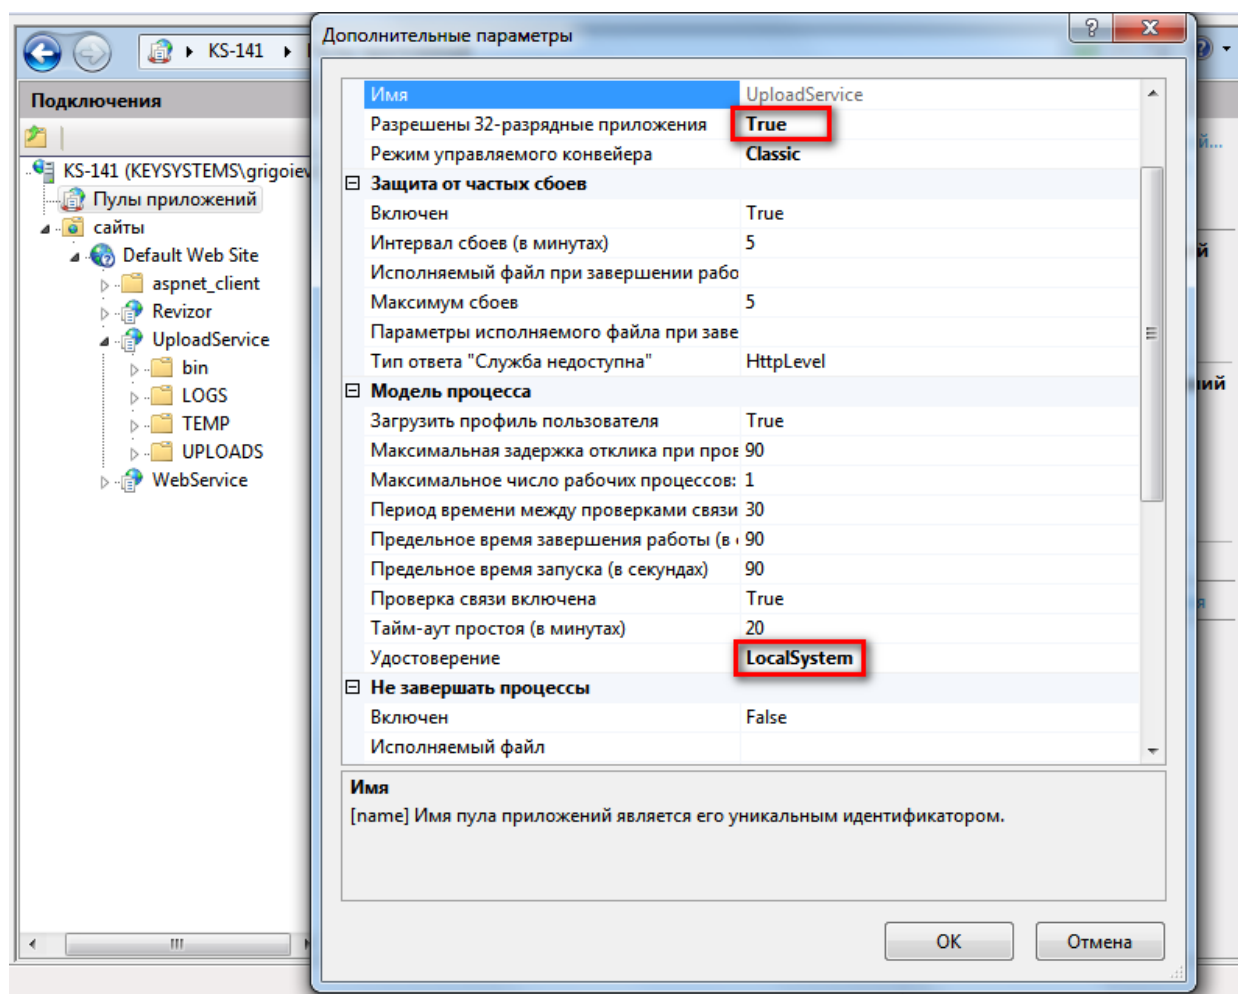 Дополнительные параметры
KS-141
Подключения
KS-141 (KEYSYSTEMS\grigoiev
Пулы приложений
сайты
Default Web Site
aspnet_client
Revizor
UploadService
bin
LOGS
TEMP
UPLOADS
WebService
Имя UploadService
Разрешены 32-разрядные приложения True
Режим управляемого конвейера Classic
Защита от частых сбоев
Включен True
Интервал сбоев (в минутах) 5
Исполняемый файл при завершении рабо
Максимум сбоев 5
Параметры исполняемого файла при заве
Тип ответа "Служба недоступна" HttpLevel
Модель процесса
Загрузить профиль пользователя True
Максимальная задержка отклика при пров 90
Максимальное число рабочих процессов: 1
Период времени между проверками связи 30
Предельное время завершения работы (в 90
Предельное время запуска (в секундах) 90
Проверка связи включена True
Тайм-аут простоя (в минутах) 20
Удостоверение LocalSystem
Не завершать процессы
Включен False
Исполняемый файл
Имя
[name] Имя пула приложений является его уникальным идентификатором.
OK
Отмена